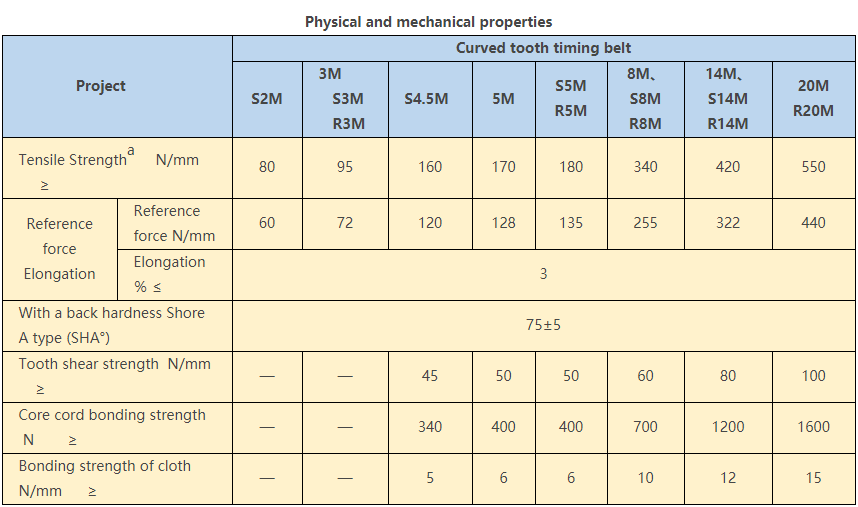 Physical and mechanical properties
Project
Curved tooth timing belt
S2M
3M
S3M
R3M
S4.5M
5M
S5M
R5M
8M、
S8M
R8M
14M、
S14M
R14M
20M
R20M
Tensile Strengthª N/mm
≥
80
95
160
170
180
340
420
550
Reference
force
Elongation
Reference
force N/mm
60
72
120
128
135
255
322
440
Elongation
% ≤
3
With a back hardness Shore
A type (SHA°)
75±5
Tooth shear strength N/mm
≥
—
—
45
50
50
60
80
100
Core cord bonding strength
N ≥
—
—
340
400
400
700
1200
1600
Bonding strength of cloth
N/mm ≥
—
—
5
6
6
10
12
15